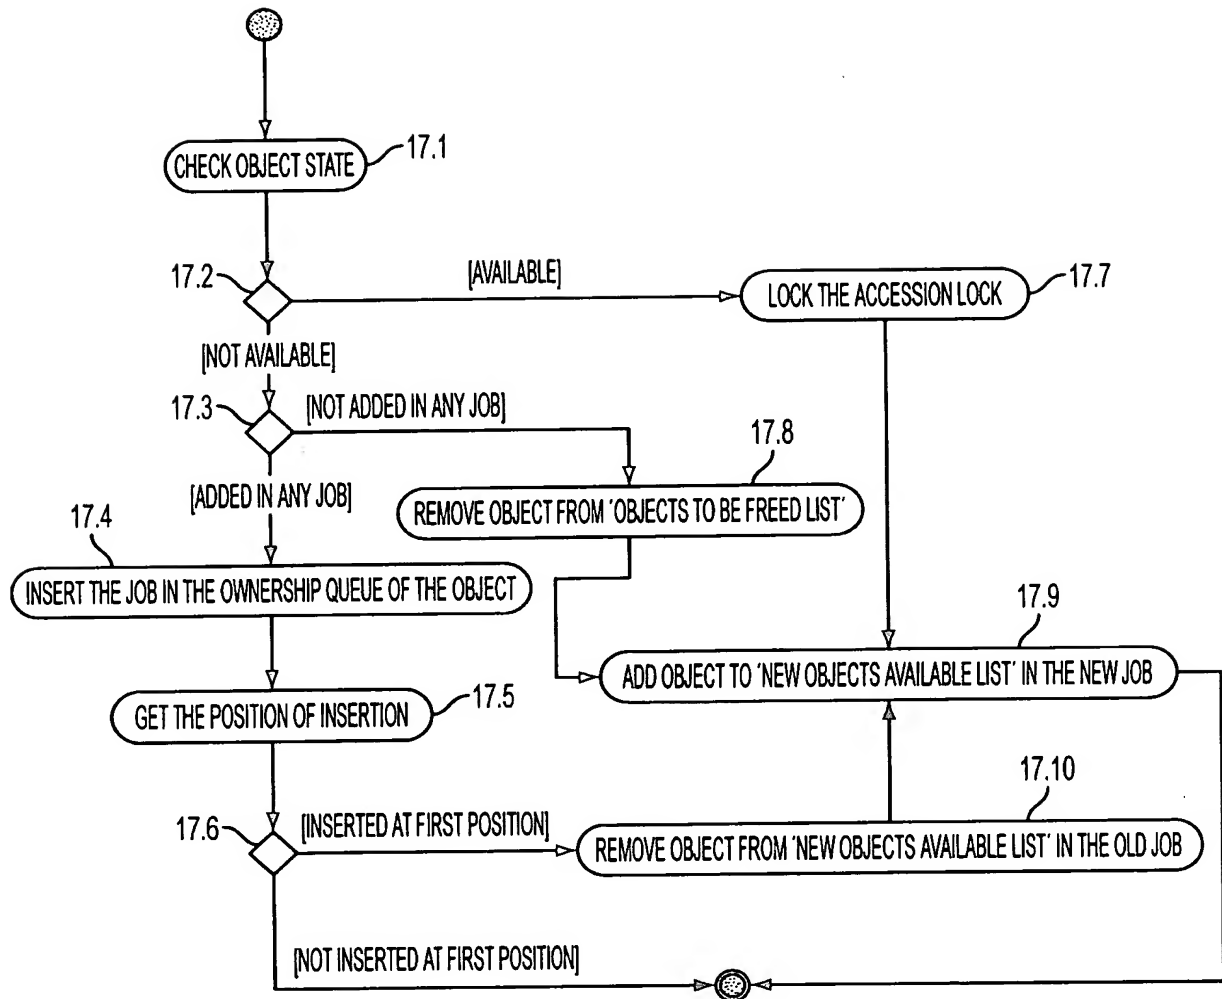 17.1
CHECK OBJECT STATE
17.2
[AVAILABLE]
LOCK THE ACCESSION LOCK
17.7
[NOT AVAILABLE]
17.3
[NOT ADDED IN ANY JOB]
17.8
[ADDED IN ANY JOB]
REMOVE OBJECT FROM 'OBJECTS TO BE FREED LIST'
17.4
INSERT THE JOB IN THE OWNERSHIP QUEUE OF THE OBJECT
17.9
ADD OBJECT TO 'NEW OBJECTS AVAILABLE LIST' IN THE NEW JOB
GET THE POSITION OF INSERTION
17.5
17.10
17.6
[INSERTED AT FIRST POSITION]
REMOVE OBJECT FROM 'NEW OBJECTS AVAILABLE LIST' IN THE OLD JOB
[NOT INSERTED AT FIRST POSITION]